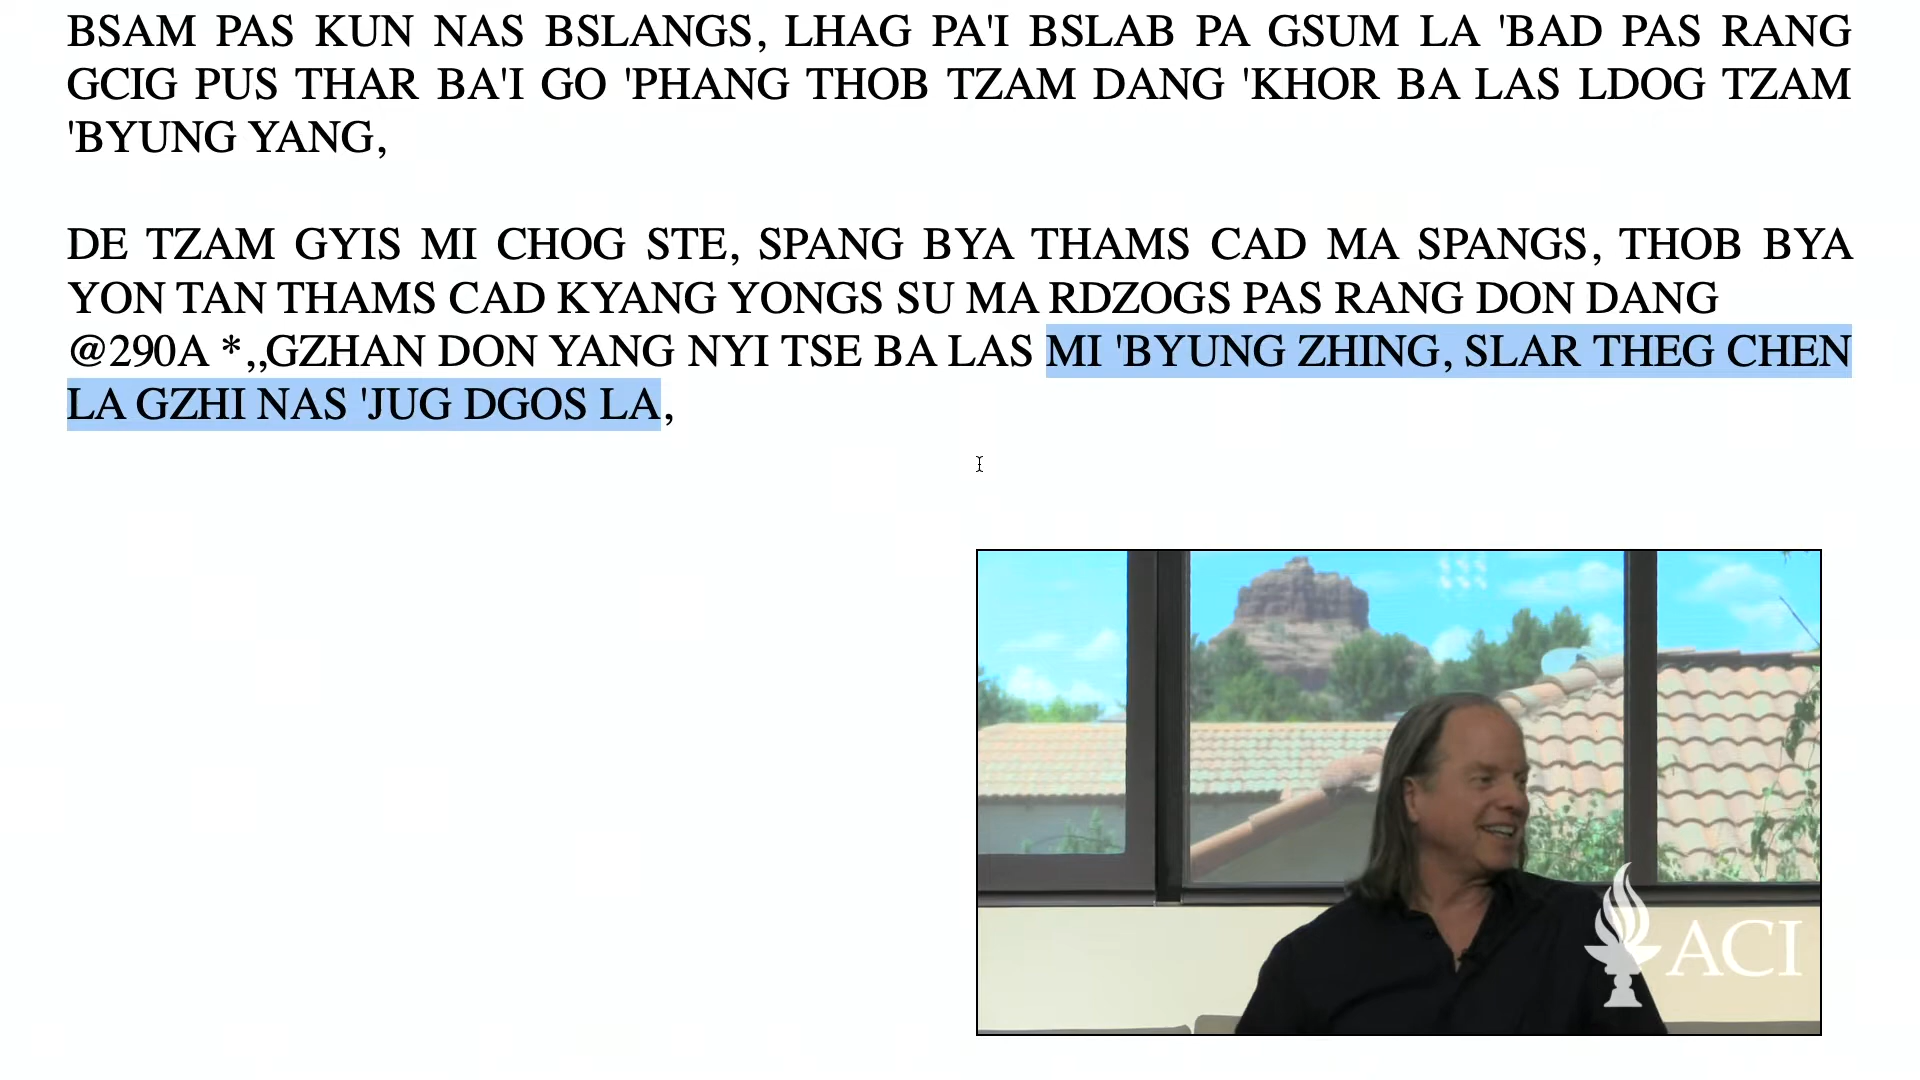 BSAM PAS KUN NAS BSLANGS, LHAG PA'I BSLAB PA GSUM LA 'BAD PAS RANG
GCIG PUS THAR BA'I GO 'PHANG THOB TZAM DANG 'KHOR BA LAS LDOG TZAM
'BYUNG YANG,
DE TZAM GYIS MI CHOG STE, SPANG BYA THAMS CAD MA SPANGS, THOB BYA
YON TAN THAMS CAD KYANG YONGS SU MA RDZOGS PAS RANG DON DANG
@290A *,,GZHAN DON YANG NYI TSE BA LAS MI 'BYUNG ZHING, SLAR THEG CHEN
LA GZHI NAS 'JUG DGOS LA,
ACI